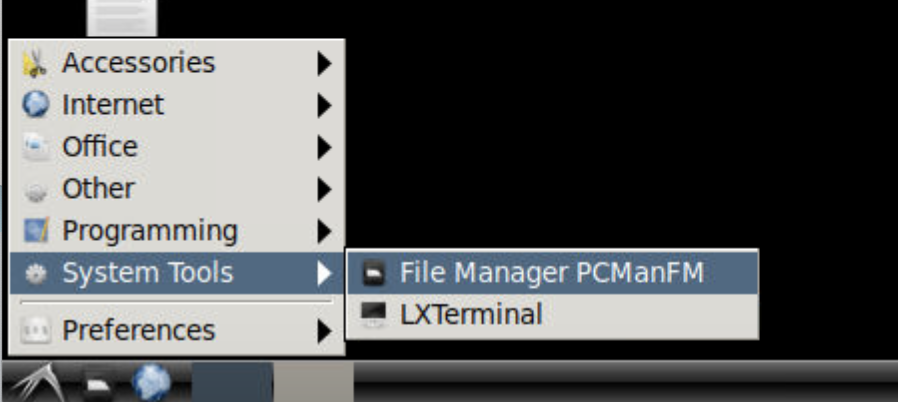 Accessories
Internet
Office
Other
Programming
System Tools
File Manager PCManFM
LXTerminal
Preferences